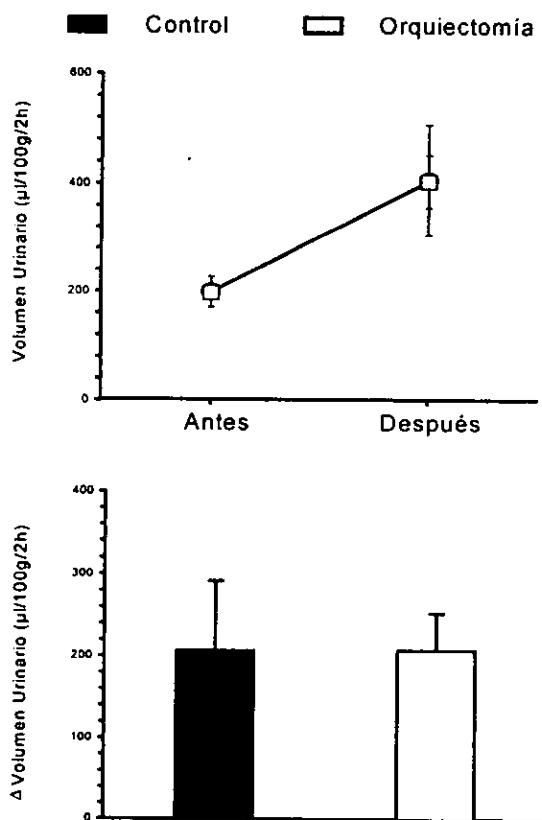 Control Orquiectomía
600
400
200
0
Volumen Urinario (µl/100g/2h)
Antes Después
400
300
200
100
0
Δ Volumen Urinario (µl/100g/2h)